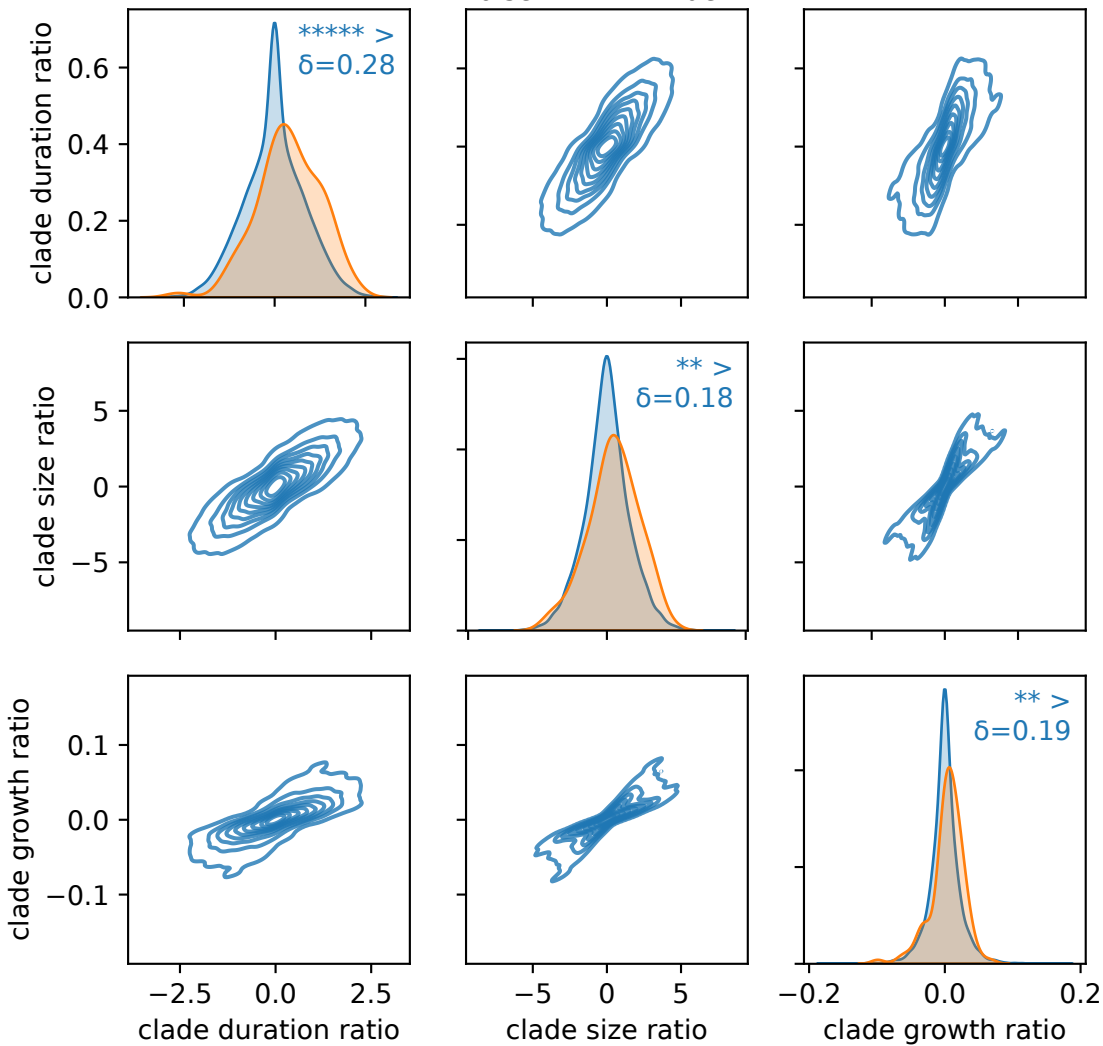 clade duration ratio
0.6
0.4
0.2
0.0
***** >
δ=0.28
clade size ratio
5
0
−5
** >
δ=0.18
clade growth ratio
0.1
0.0
−0.1
** >
δ=0.19
−2.5 0.0 2.5
−5 0 5
−0.2 0.0 0.2
clade duration ratio
clade size ratio
clade growth ratio